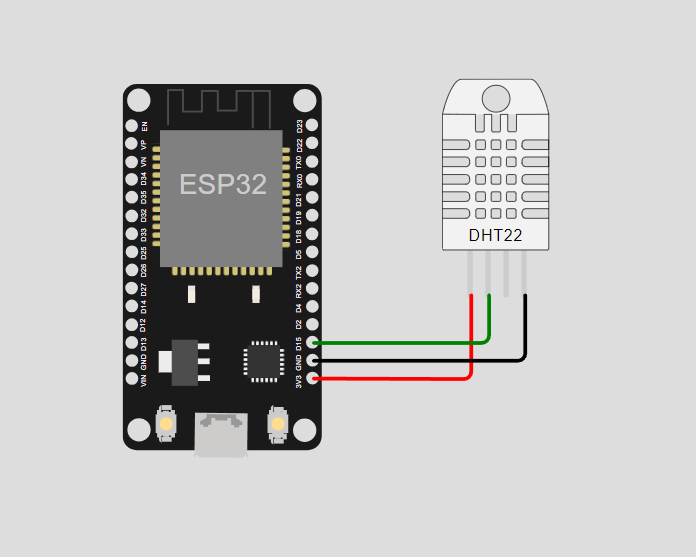 ESP32
EN
VP
VN
D34
D35
D32
D33
D25
D26
D27
D14
D12
D13
GND
VIN
D23
D22
TX0
RX0
D21
D19
D18
D5
TX2
RX2
D4
D2
D15
GND
3V3
DHT22